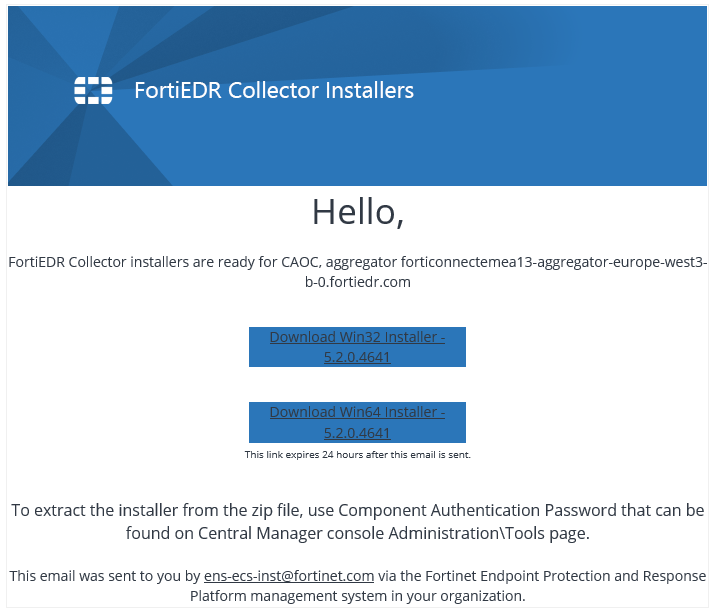 FortiEDR Collector Installers
Hello,
FortiEDR Collector installers are ready for CAOC, aggregator forticonnectemea13-aggregator-europe-west3-
b-0.fortiedr.com
Download Win32 Installer -
5.2.0.4641
Download Win64 Installer -
5.2.0.4641
This link expires 24 hours after this email is sent.
To extract the installer from the zip file, use Component Authentication Password that can be
found on Central Manager console Administration\Tools page.
This email was sent to you by ens-ecs-inst@fortinet.com via the Fortinet Endpoint Protection and Response
Platform management system in your organization.